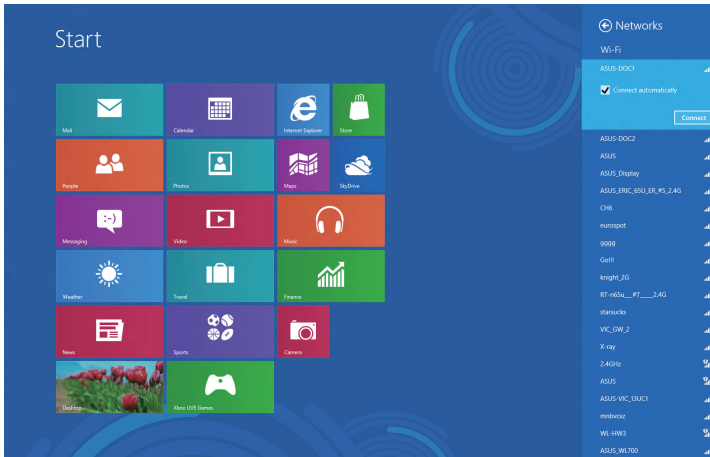 Start
Mail
Calendar
Internet Explorer
Store
People
Photos
Maps
SkyDrive
Messaging
Video
Music
Weather
Travel
Finance
News
Sports
Camera
Desktop
Xbox LIVE Games
Networks
Wi-Fi
ASUS-DOC1
Connect automatically
Connect
ASUS-DOC2
ASUS
ASUS_Display
ASUS_ERIC_65U_ER_#5_2.4G
CH6
eurospot
9999
Go!!!
knight_2G
RT-n65u__#7____2.4G
starsucks
VIC_GW_2
X-ray
2.4GHz
ASUS
ASUS-VIC_13UC1
mnbvcxz
WL-HW3
ASUS_WL700